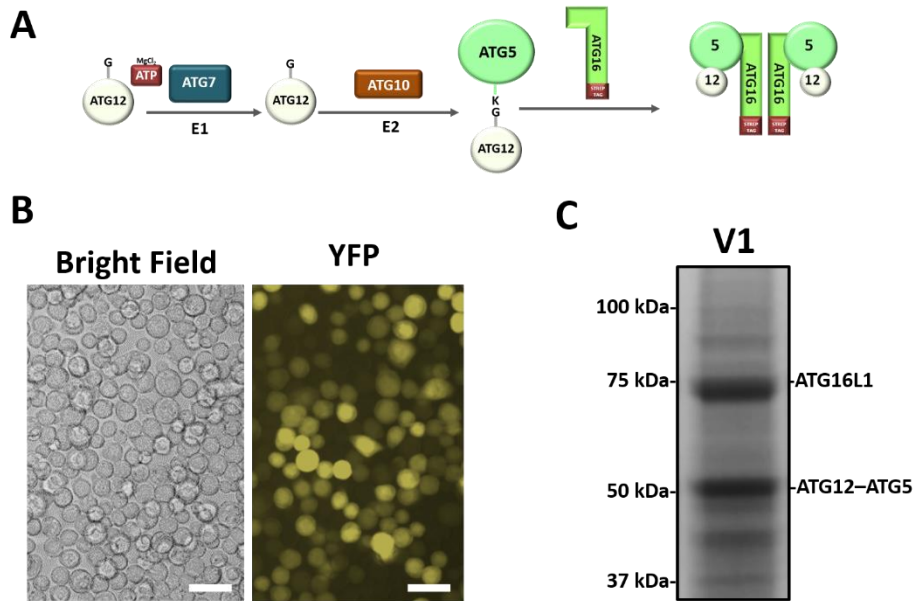 A
G
ATG12
MgCl₂
ATP
ATG7
E1
G
ATG12
ATG10
E2
ATG5
K
G
ATG12
ATG16
STREP
TAG
5
12
ATG16
STREP
TAG
ATG16
STREP
TAG
5
12
B
Bright Field
YFP
C
V1
100 kDa-
75 kDa-
-ATG16L1
50 kDa-
-ATG12–ATG5
37 kDa-